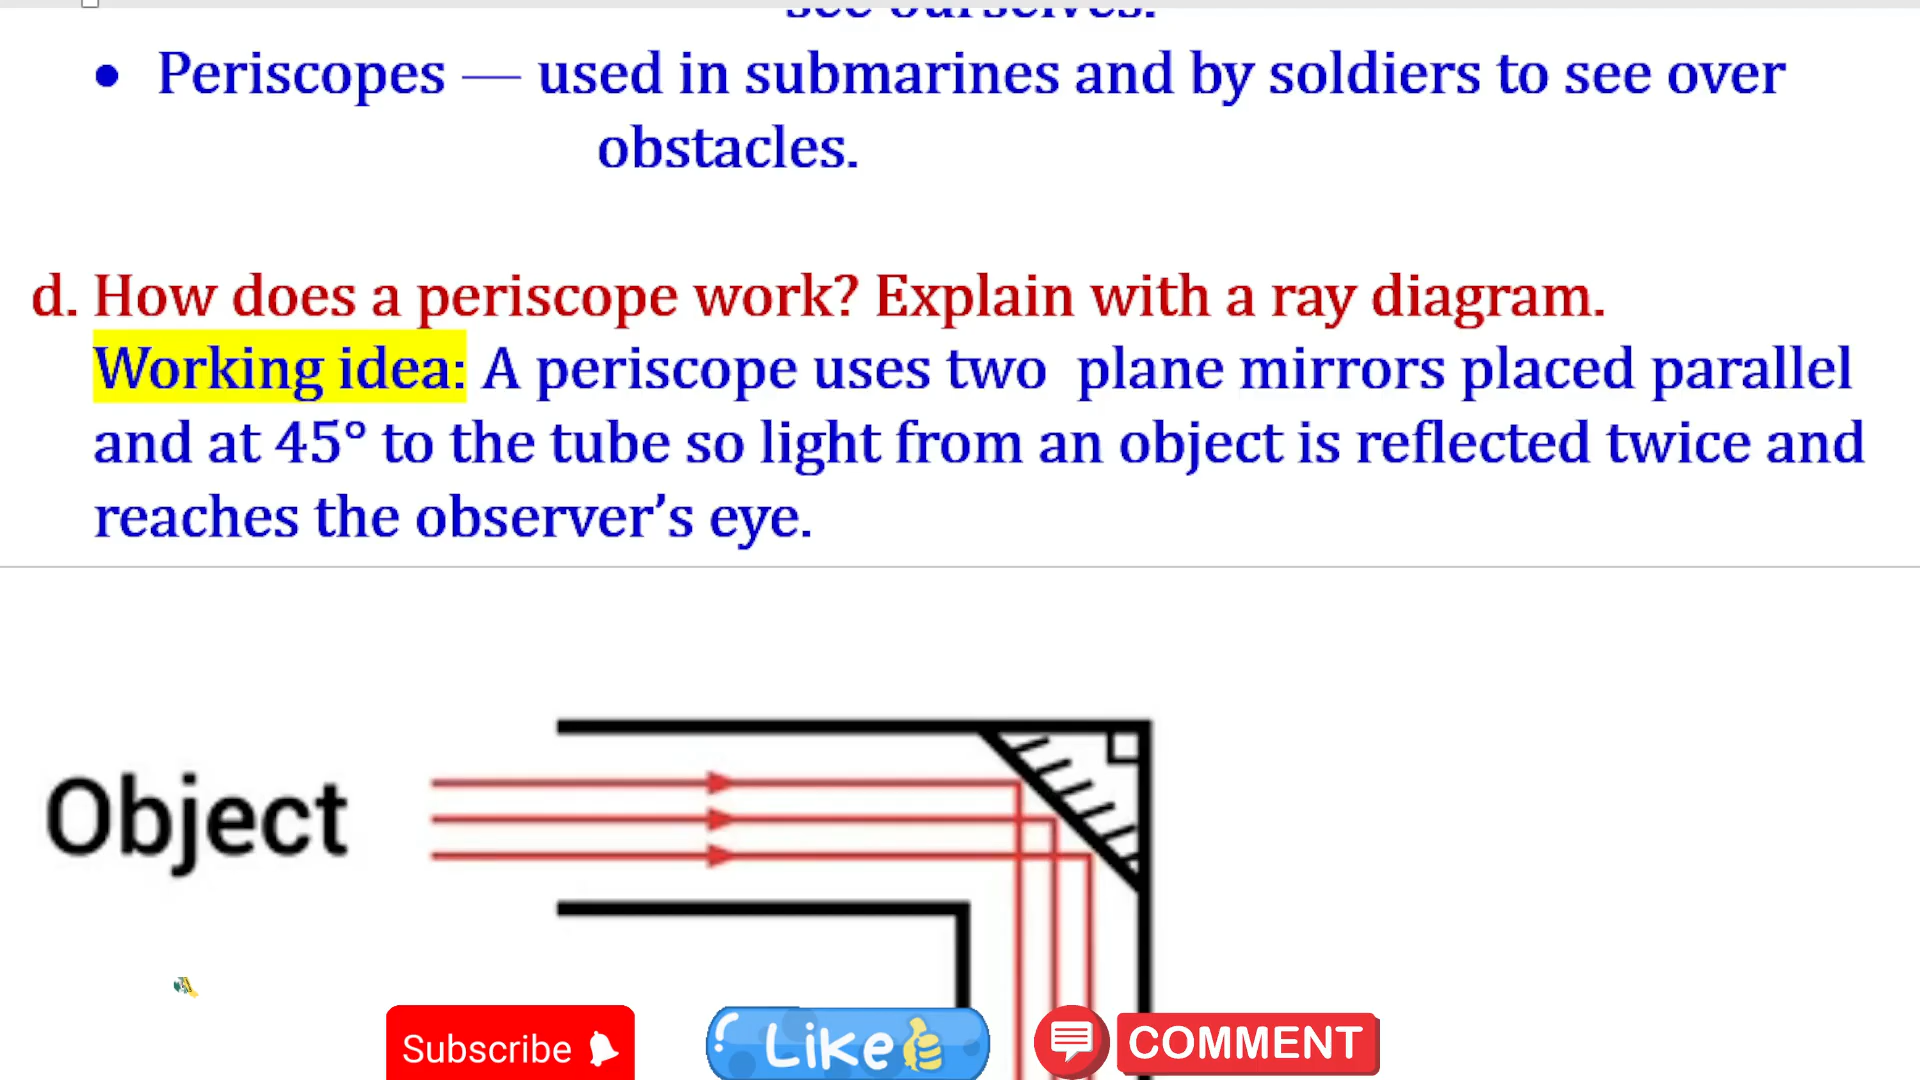 see ourselves.
• Periscopes — used in submarines and by soldiers to see over
obstacles.
d. How does a periscope work? Explain with a ray diagram.
Working idea: A periscope uses two plane mirrors placed parallel
and at 45° to the tube so light from an object is reflected twice and
reaches the observer’s eye.
Object
Subscribe
Like
COMMENT